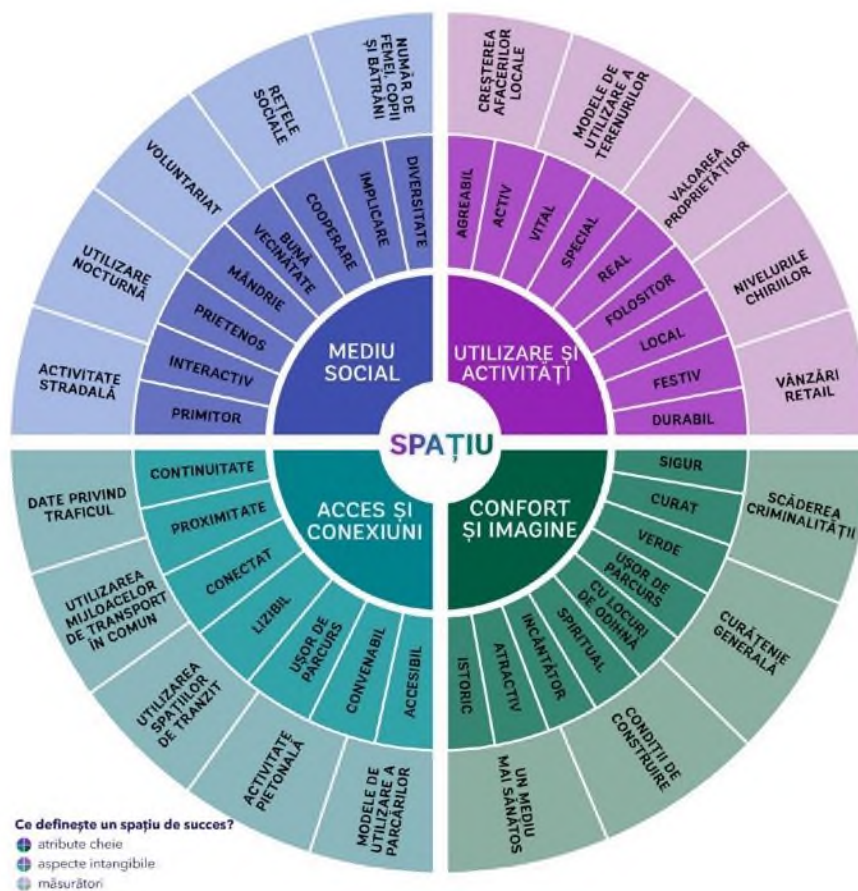 NUMĂR DE
FEMEI, COPII
ȘI BĂTRÂNI
REȚELE
SOCIALE
VOLUNTARIAT
UTILIZARE
NOCTURNĂ
ACTIVITATE
STRADALĂ
DIVERSITATE
IMPLICARE
COOPERARE
BUNĂ
VECINĂTATE
MÂNDRIE
PRIETENOS
INTERACTIV
PRIMITOR
MEDIU
SOCIAL
CREȘTEREA
AFACERILOR
LOCALE
MODELE DE
UTILIZARE A
TERENURILOR
VALOAREA
PROPRIETĂȚILOR
NIVELURILE
CHIRIILOR
VÂNZĂRI
RETAIL
AGREABIL
ACTIV
VITAL
SPECIAL
REAL
FOLOSITOR
LOCAL
FESTIV
DURABIL
UTILIZARE ȘI
ACTIVITĂȚI
SPAȚIU
ACCES ȘI
CONEXIUNI
CONTINUITATE
PROXIMITATE
CONECTAT
LIZIBIL
UȘOR DE
PARCURS
CONVENABIL
ACCESIBIL
DATE PRIVIND
TRAFICUL
UTILIZAREA
MIJLOACELOR
DE TRANSPORT
ÎN COMUN
UTILIZAREA
SPAȚIILOR
DE TRANZIT
ACTIVITATE
PIETONALĂ
MODELE DE
UTILIZARE A
PARCĂRILOR
CONFORT
ȘI IMAGINE
SIGUR
CURAT
VERDE
UȘOR DE
PARCURS
CU LOCURI
DE ODIHNĂ
SPIRITUAL
INCÂNTĂTOR
ATRACTIV
ISTORIC
SCĂDEREA
CRIMINALITĂȚII
CURĂȚENIE
GENERALĂ
CONDIȚII DE
CONSTRUIRE
UN MEDIU
MAI SĂNĂTOS
Ce definește un spațiu de succes?
atribute cheie
aspecte intangibile
măsurători